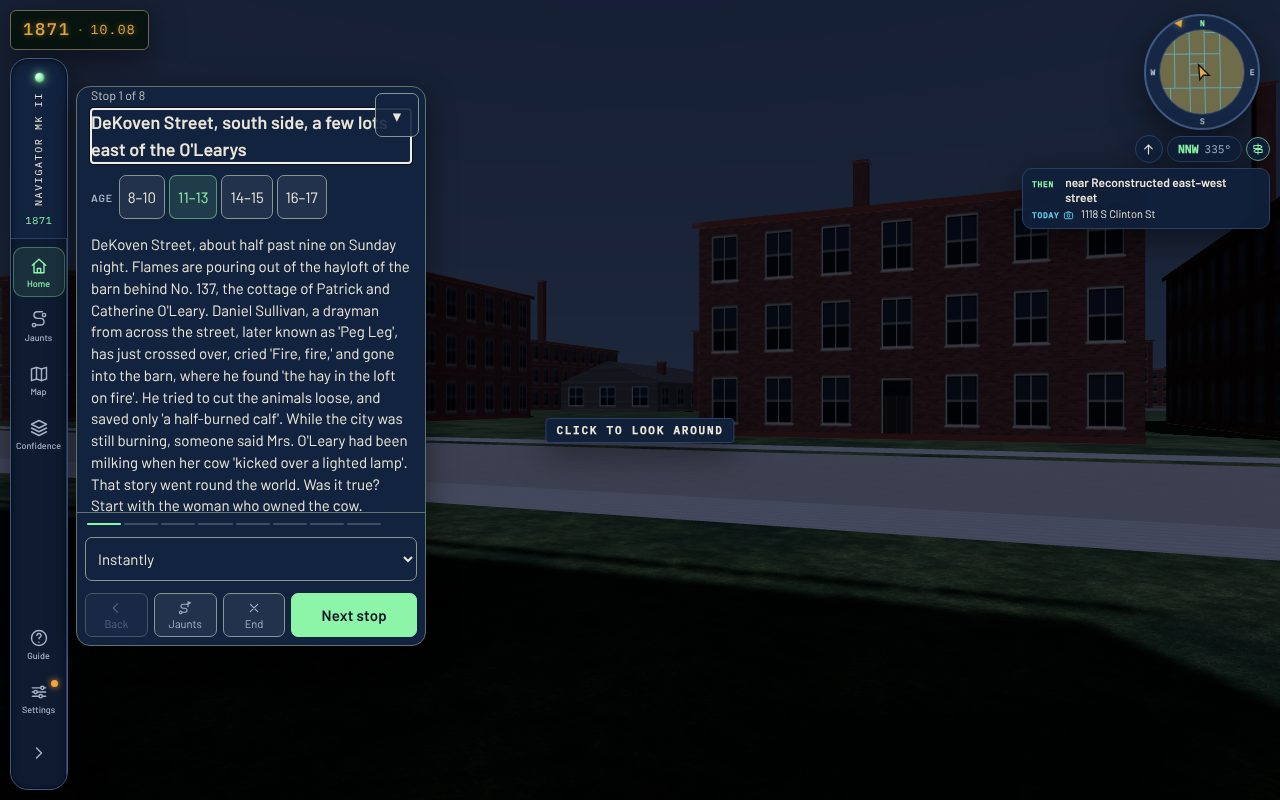 1871 · 10.08
NAVIGATOR MK II
1871
Home
Jaunts
Map
Confidence
Guide
Settings
Stop 1 of 8
DeKoven Street, south side, a few lots
east of the O'Learys
▼
AGE 8–10 11–13 14–15 16–17
DeKoven Street, about half past nine on Sunday
night. Flames are pouring out of the hayloft of the
barn behind No. 137, the cottage of Patrick and
Catherine O'Leary. Daniel Sullivan, a drayman
from across the street, later known as 'Peg Leg',
has just crossed over, cried 'Fire, fire,' and gone
into the barn, where he found 'the hay in the loft
on fire'. He tried to cut the animals loose, and
saved only 'a half-burned calf'. While the city was
still burning, someone said Mrs. O'Leary had been
milking when her cow 'kicked over a lighted lamp'.
That story went round the world. Was it true?
Start with the woman who owned the cow.
Instantly
Back
Jaunts
End
Next stop
CLICK TO LOOK AROUND
N
W
E
S
NNW 335°
THEN near Reconstructed east-west
street
TODAY 1118 S Clinton St